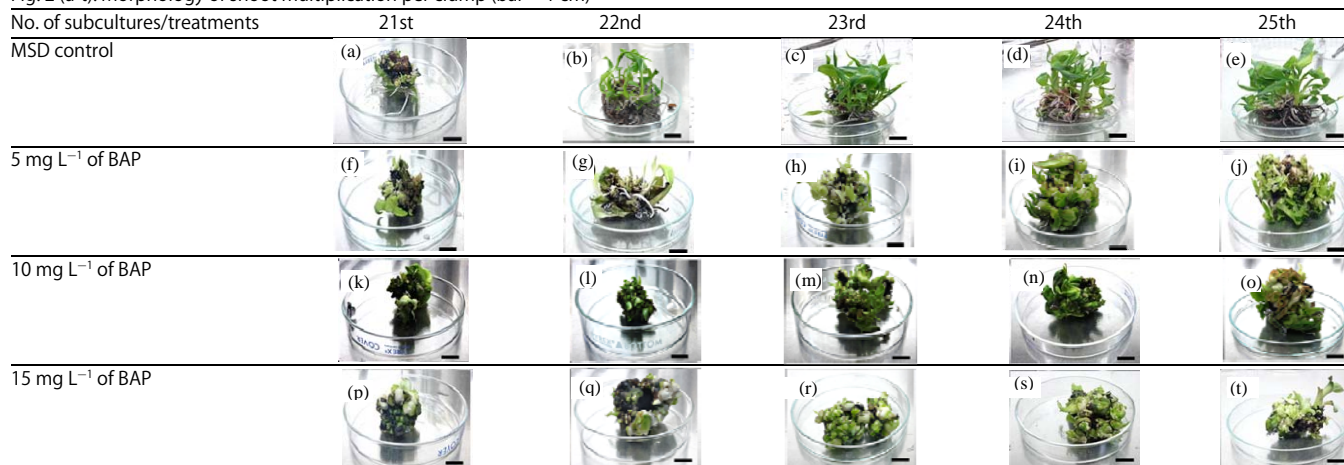 No. of subcultures/treatments 21st 22nd 23rd 24th 25th
MSD control (a) (b) (c) (d) (e)
5 mg L⁻¹ of BAP (f) (g) (h) (i) (j)
10 mg L⁻¹ of BAP (k) (l) (m) (n) (o)
COVER
15 mg L⁻¹ of BAP (p) (q) (r) (s) (t)